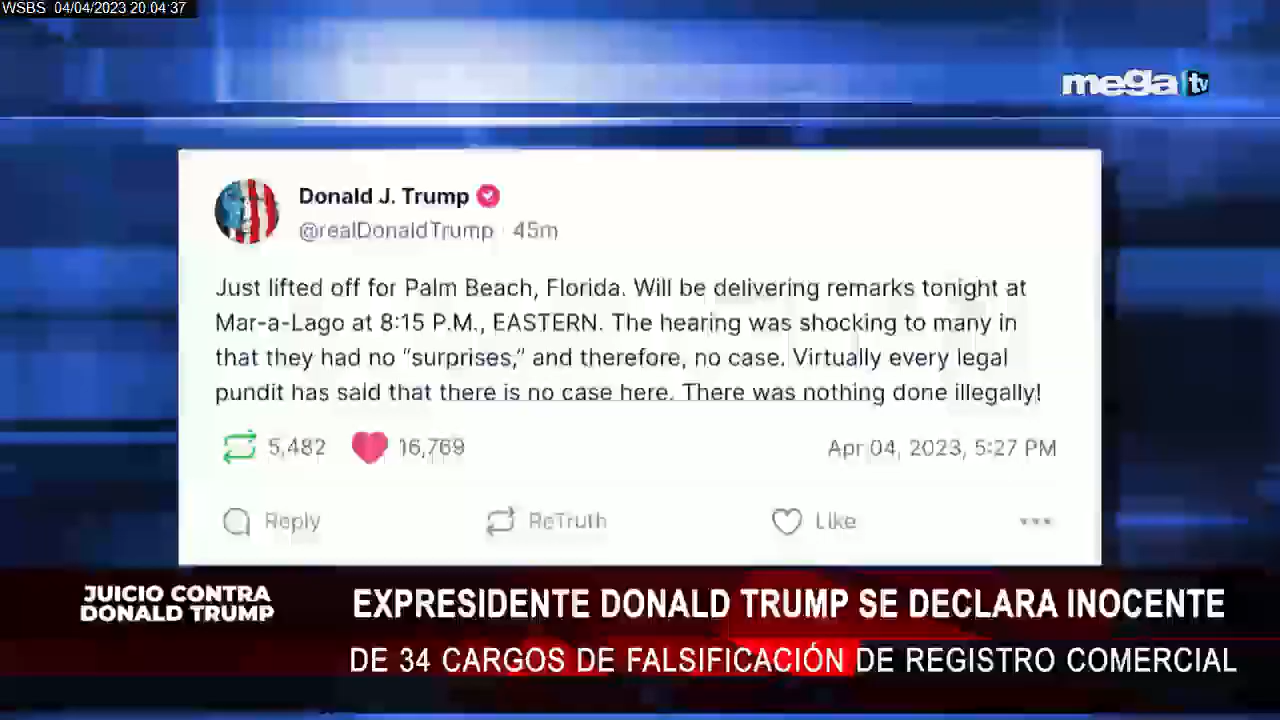 WSBS 04/04/2023 20:04:37
mega tv
Donald J. Trump
@realDonaldTrump · 45m
Just lifted off for Palm Beach, Florida. Will be delivering remarks tonight at
Mar-a-Lago at 8:15 P.M., EASTERN. The hearing was shocking to many in
that they had no “surprises,” and therefore, no case. Virtually every legal
pundit has said that there is no case here. There was nothing done illegally!
5,482 16,769 Apr 04, 2023, 5:27 PM
Reply ReTruth Like
JUICIO CONTRA
DONALD TRUMP
EXPRESIDENTE DONALD TRUMP SE DECLARA INOCENTE
DE 34 CARGOS DE FALSIFICACIÓN DE REGISTRO COMERCIAL